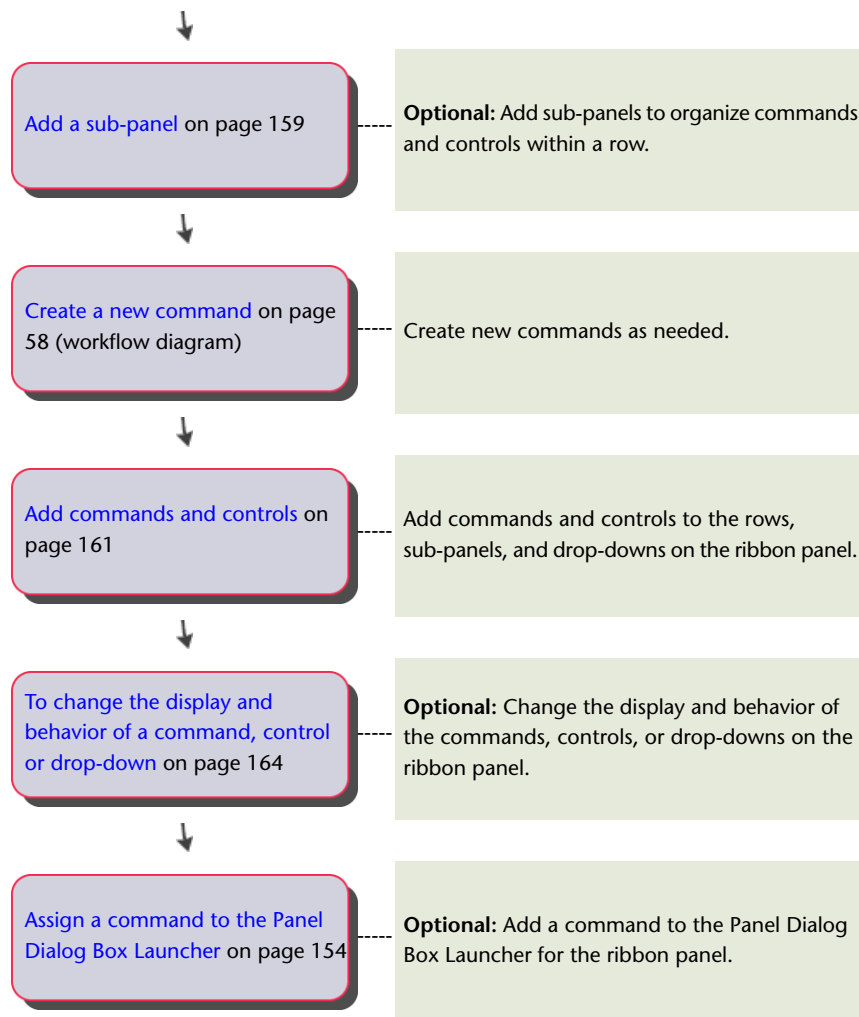 Add a sub-panel on page 159
Optional: Add sub-panels to organize commands
and controls within a row.
Create a new command on page
58 (workflow diagram)
Create new commands as needed.
Add commands and controls on
page 161
Add commands and controls to the rows,
sub-panels, and drop-downs on the ribbon panel.
To change the display and
behavior of a command, control
or drop-down on page 164
Optional: Change the display and behavior of
the commands, controls, or drop-downs on the
ribbon panel.
Assign a command to the Panel
Dialog Box Launcher on page 154
Optional: Add a command to the Panel Dialog
Box Launcher for the ribbon panel.